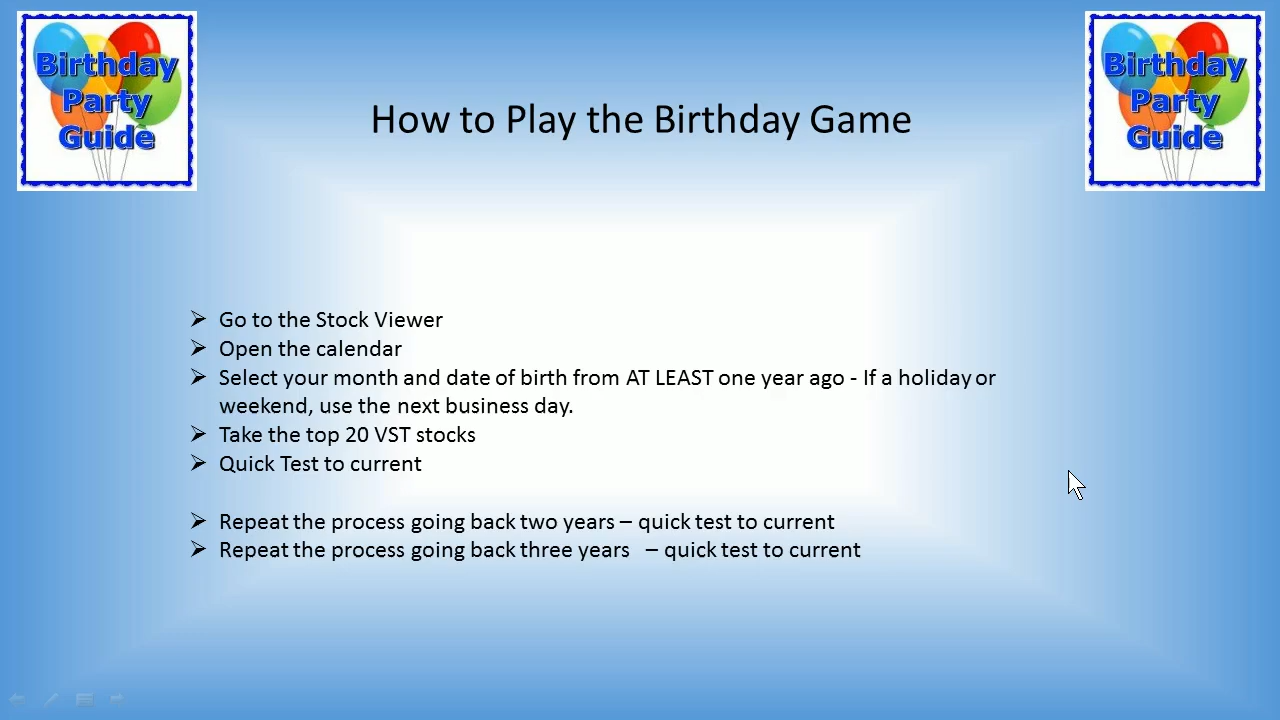 Birthday
Party
Guide
Birthday
Party
Guide
How to Play the Birthday Game
➢ Go to the Stock Viewer
➢ Open the calendar
➢ Select your month and date of birth from AT LEAST one year ago - If a holiday or
weekend, use the next business day.
➢ Take the top 20 VST stocks
➢ Quick Test to current
➢ Repeat the process going back two years – quick test to current
➢ Repeat the process going back three years – quick test to current